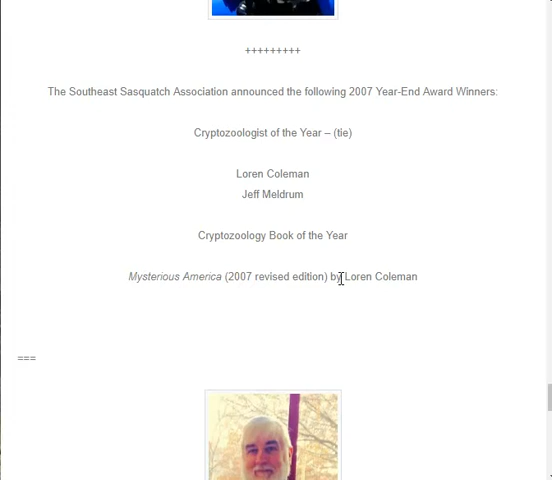 +++++++++
The Southeast Sasquatch Association announced the following 2007 Year-End Award Winners:
Cryptozoologist of the Year – (tie)
Loren Coleman
Jeff Meldrum
Cryptozoology Book of the Year
Mysterious America (2007 revised edition) by Loren Coleman
===